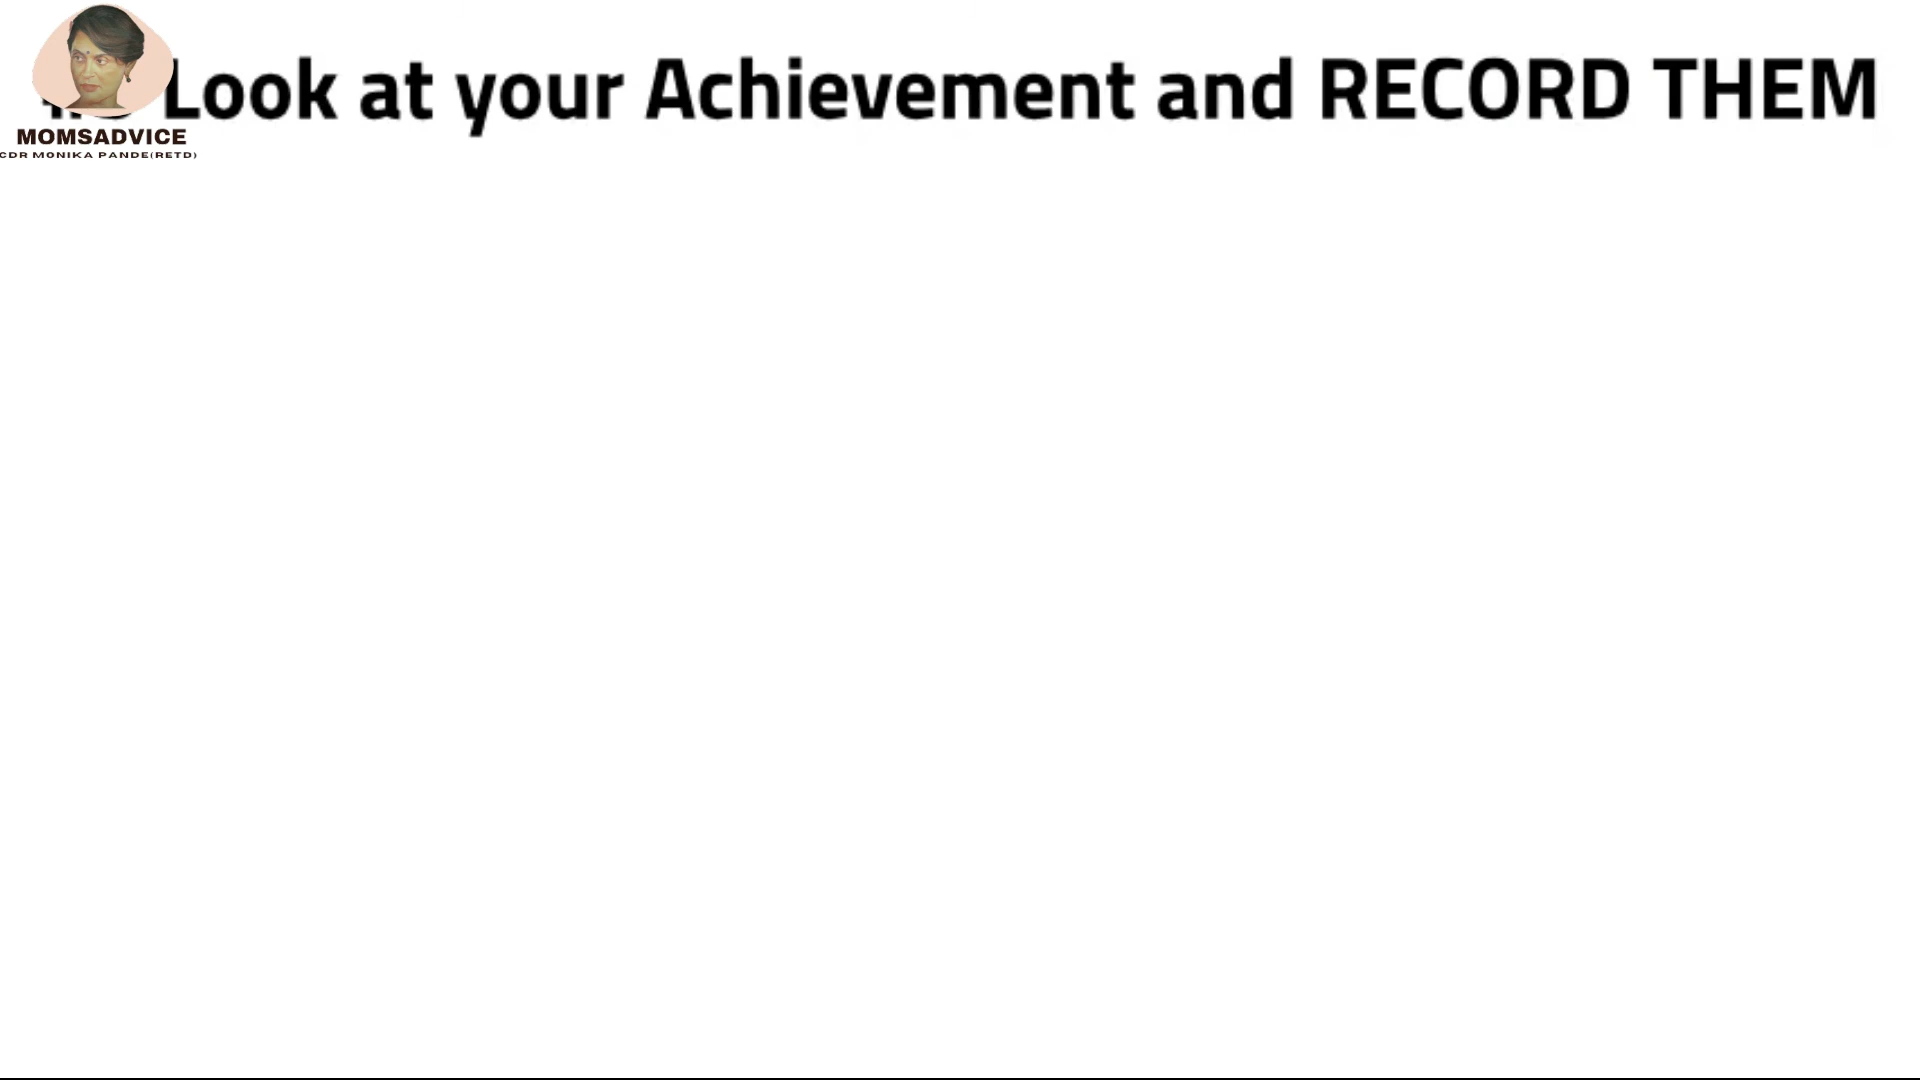 Look at your Achievement and RECORD THEM
MOMSADVICE
CDR MONIKA PANDE(RETD)